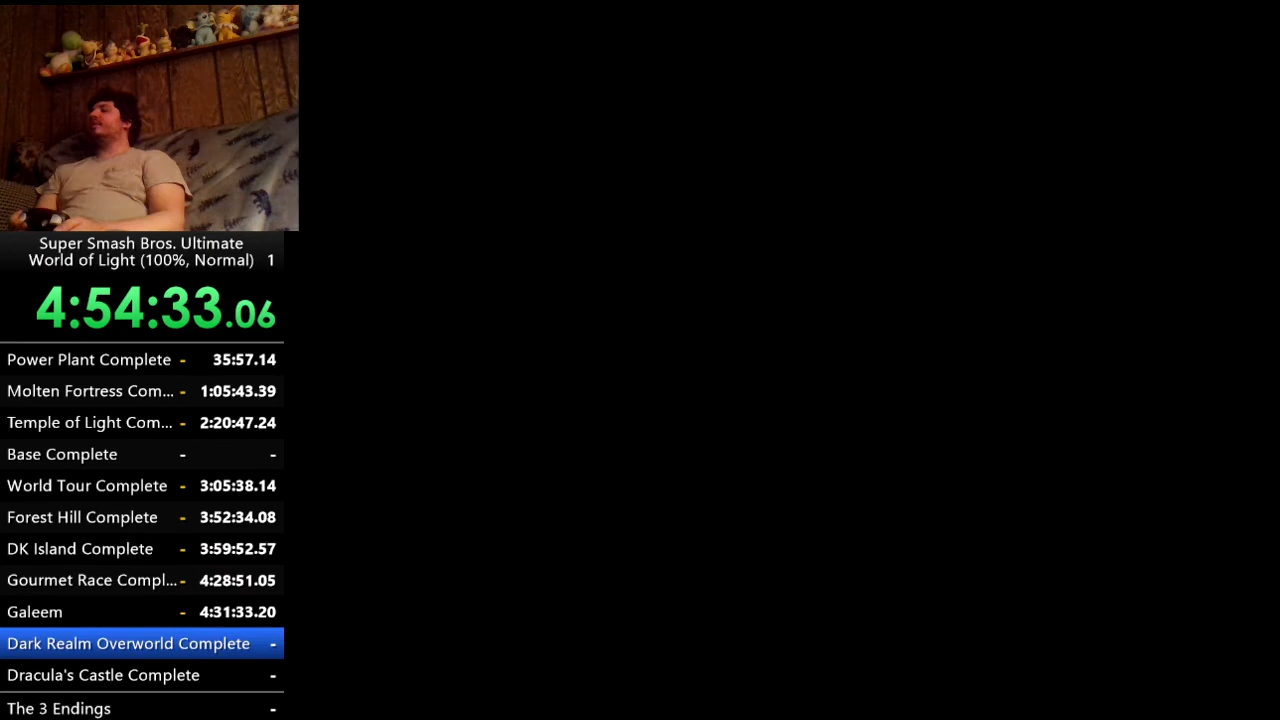 Super Smash Bros. Ultimate
World of Light (100%, Normal) 1
4:54:33.06
Power Plant Complete - 35:57.14
Molten Fortress Com... - 1:05:43.39
Temple of Light Com... - 2:20:47.24
Base Complete - -
World Tour Complete - 3:05:38.14
Forest Hill Complete - 3:52:34.08
DK Island Complete - 3:59:52.57
Gourmet Race Compl... - 4:28:51.05
Galeem - 4:31:33.20
Dark Realm Overworld Complete -
Dracula's Castle Complete -
The 3 Endings -